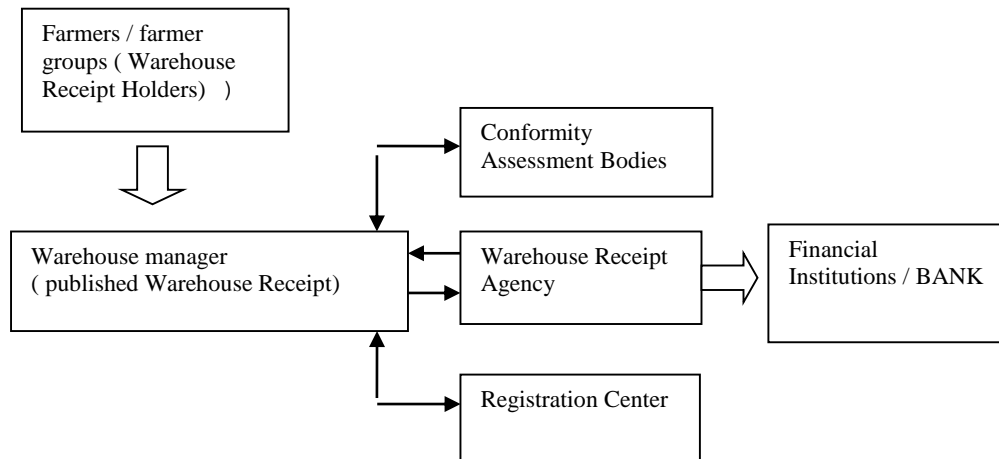 Farmers / farmer
groups ( Warehouse
Receipt Holders) )
Conformity
Assessment Bodies
Warehouse manager
( published Warehouse Receipt)
Warehouse Receipt
Agency
Financial
Institutions / BANK
Registration Center